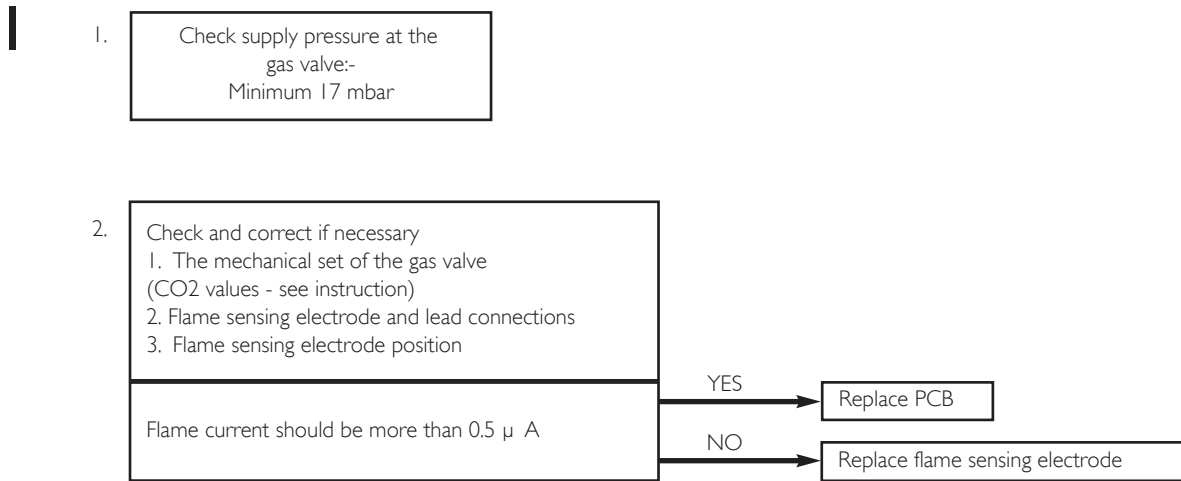 1.
Check supply pressure at the
gas valve:-
Minimum 17 mbar
2.
Check and correct if necessary
1. The mechanical set of the gas valve
(CO2 values - see instruction)
2. Flame sensing electrode and lead connections
3. Flame sensing electrode position
Flame current should be more than 0.5 µ A
YES
Replace PCB
NO
Replace flame sensing electrode